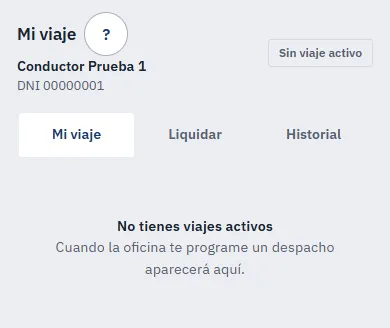 Mi viaje ?
Sin viaje activo
Conductor Prueba 1
DNI 00000001
Mi viaje Liquidar Historial
No tienes viajes activos
Cuando la oficina te programe un despacho
aparecerá aquí.